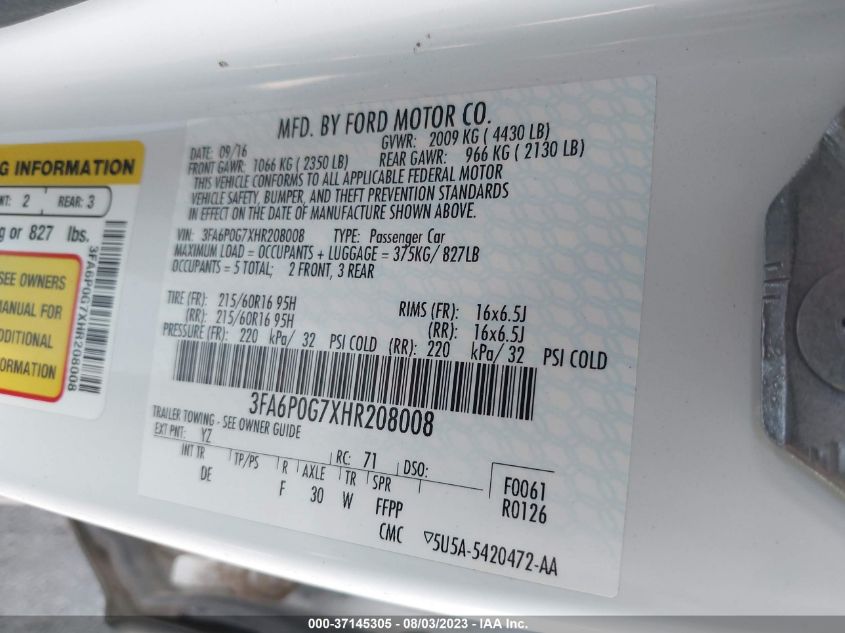 MFD. BY FORD MOTOR CO.
DATE: 09/16 GVWR: 2009 KG ( 4430 LB)
FRONT GAWR: 1066 KG ( 2350 LB) REAR GAWR: 966 KG ( 2130 LB)
THIS VEHICLE CONFORMS TO ALL APPLICABLE FEDERAL MOTOR
VEHICLE SAFETY, BUMPER, AND THEFT PREVENTION STANDARDS
IN EFFECT ON THE DATE OF MANUFACTURE SHOWN ABOVE.
VIN: 3FA6P0G7XHR208008 TYPE: Passenger Car
MAXIMUM LOAD = OCCUPANTS + LUGGAGE = 375KG/ 827LB
OCCUPANTS = 5 TOTAL; 2 FRONT, 3 REAR
TIRE (FR): 215/60R16 95H RIMS (FR): 16x6.5J
(RR): 215/60R16 95H (RR): 16x6.5J
PRESSURE (FR): 220 kPa/ 32 PSI COLD (RR): 220 kPa/ 32 PSI COLD
3FA6P0G7XHR208008
TRAILER TOWING - SEE OWNER GUIDE
EXT PNT: YZ RC: 71 DSO:
INT TR TP/PS R AXLE TR SPR F0061
DE F 30 W FFPP R0126
CMC ▽5U5A-5420472-AA
G INFORMATION
NT: 2 REAR: 3
g or 827 lbs.
SEE OWNERS
MANUAL FOR
ADDITIONAL
INFORMATION
3FA6P0G7XHR208008
000-37145305 - 08/03/2023 - IAA Inc.